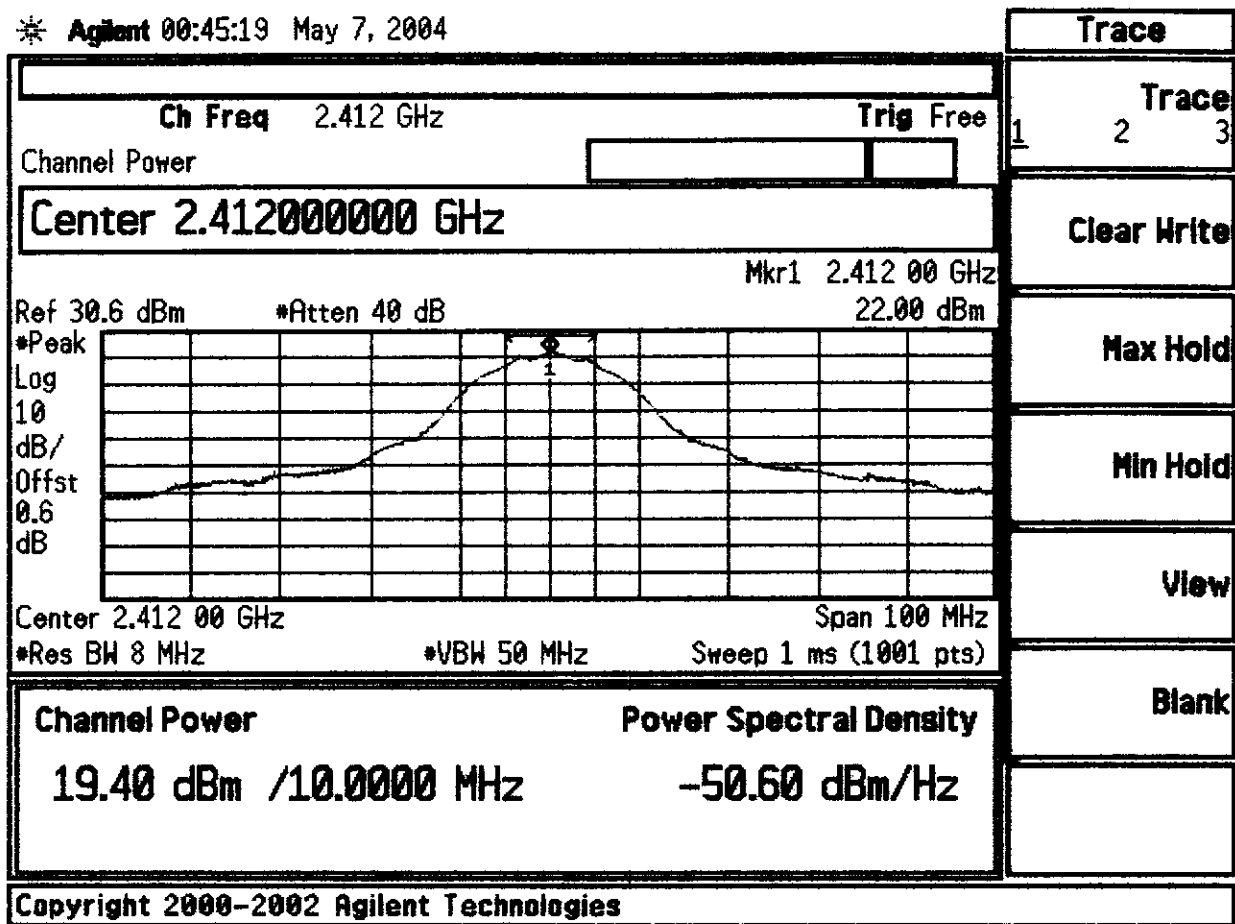 Agilent 00:45:19 May 7, 2004
Trace
Ch Freq 2.412 GHz
Trig Free
Channel Power
Center 2.412000000 GHz
Mkr1 2.412 00 GHz
Ref 30.6 dBm #Atten 40 dB 22.00 dBm
#Peak
Log
10
dB/
Offst
0.6
dB
1
Center 2.412 00 GHz Span 100 MHz
#Res BW 8 MHz #VBW 50 MHz Sweep 1 ms (1001 pts)
Channel Power Power Spectral Density
19.40 dBm /10.0000 MHz -50.60 dBm/Hz
Copyright 2000-2002 Agilent Technologies
Trace
1 2 3
Clear Write
Max Hold
Min Hold
View
Blank